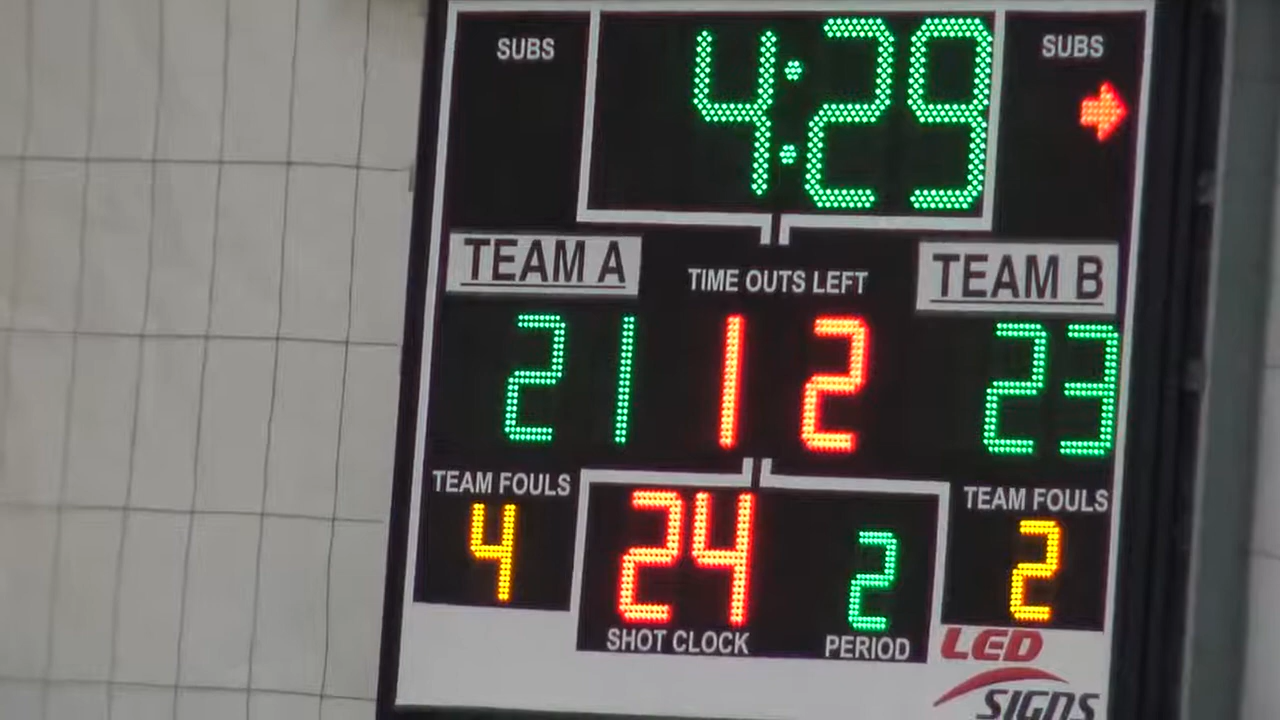 SUBS 4:29 SUBS
TEAM A TIME OUTS LEFT TEAM B
21 1 2 23
TEAM FOULS TEAM FOULS
4 24 2 2
SHOT CLOCK PERIOD
LED
SIGNS